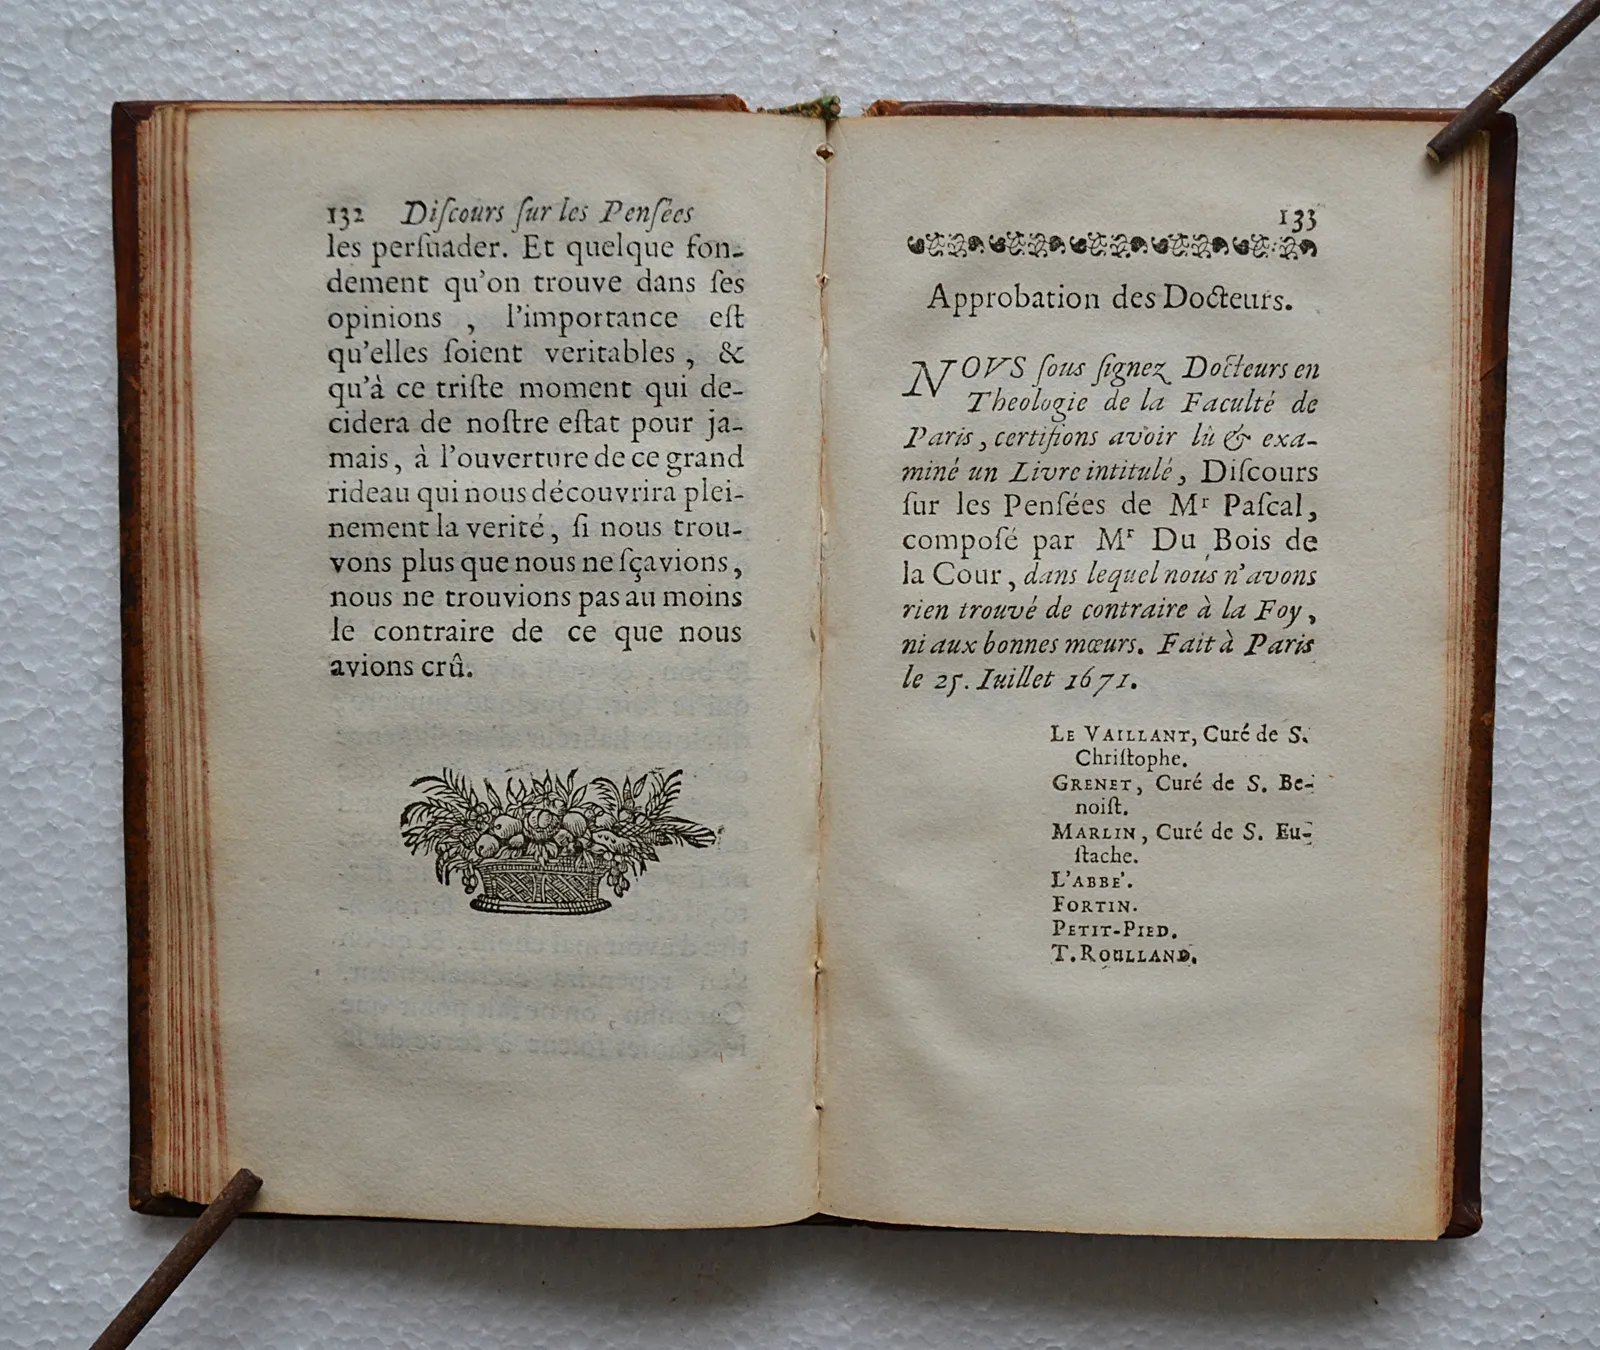 132 Diſcours ſur les Penſées
les perſuader. Et quelque fon-
dement qu'on trouve dans ſes
opinions , l'importance eſt
qu'elles ſoient veritables , &
qu'à ce triſte moment qui de-
cidera de noſtre eſtat pour ja-
mais, à l'ouverture de ce grand
rideau qui nous découvrira plei-
nement la verité, ſi nous trou-
vons plus que nous ne ſçavions,
nous ne trouvions pas au moins
le contraire de ce que nous
avions crû.
133
Approbation des Docteurs.
NOVS ſous ſignez Docteurs en
Theologie de la Faculté de
Paris, certifions avoir lû & exa-
miné un Livre intitulé, Diſcours
ſur les Penſées de Mr Paſcal,
compoſé par Mr Du Bois de
la Cour, dans lequel nous n'avons
rien trouvé de contraire à la Foy,
ni aux bonnes mœurs. Fait à Paris
le 25. Iuillet 1671.
LE VAILLANT, Curé de S.
Chriſtophe.
GRENET, Curé de S. Be-
noiſt.
MARLIN, Curé de S. Eu-
ſtache.
L'ABBE'.
FORTIN.
PETIT-PIED.
T. ROULLAND.